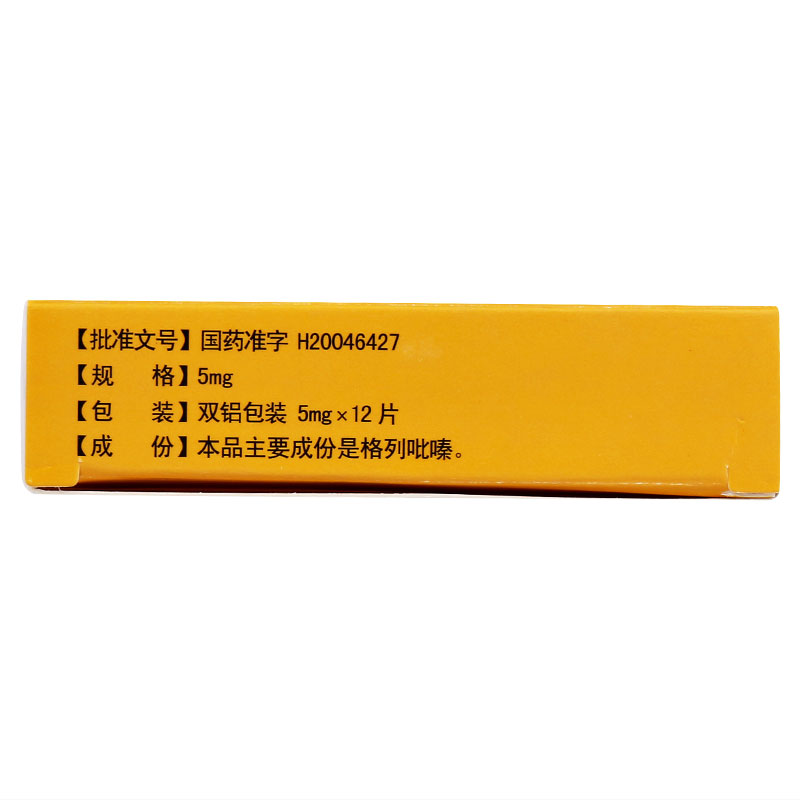 【批准文号】国药准字 H20046427
【规　　格】5mg
【包　　装】双铝包装 5mg×12片
【成　　份】本品主要成份是格列吡嗪。